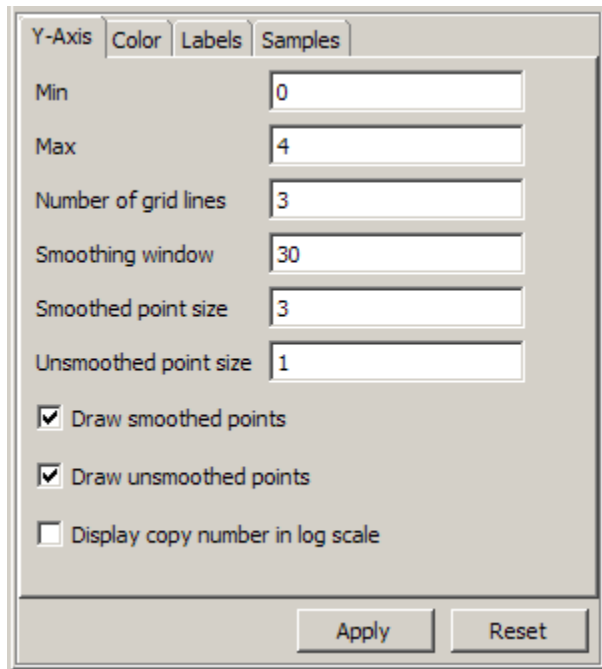 Y-Axis Color Labels Samples
Min 0
Max 4
Number of grid lines 3
Smoothing window 30
Smoothed point size 3
Unsmoothed point size 1
Draw smoothed points
Draw unsmoothed points
Display copy number in log scale
Apply Reset